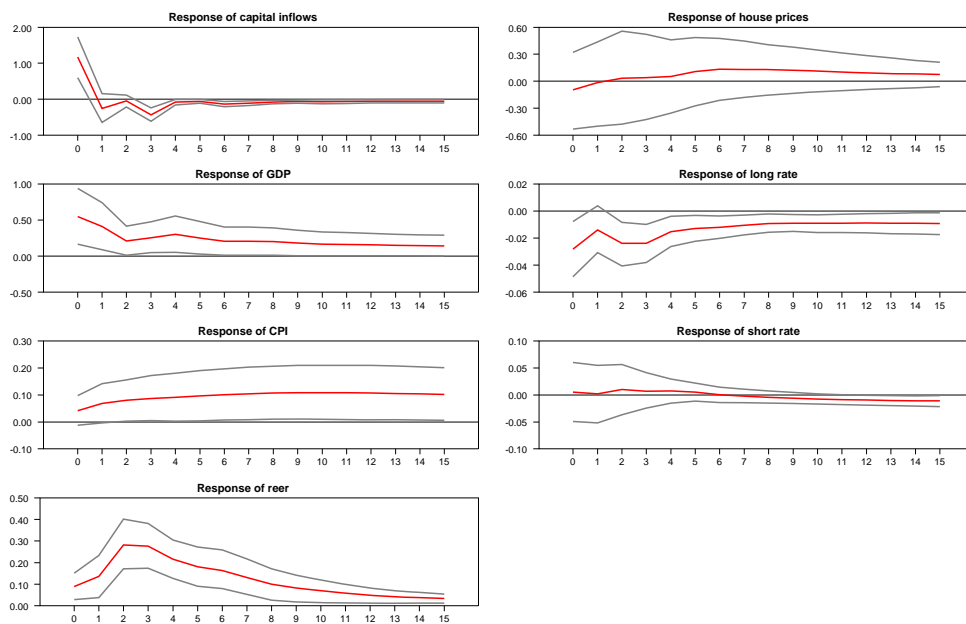 Response of capital inflows
2.00
1.00
0.00
-1.00
0 1 2 3 4 5 6 7 8 9 10 11 12 13 14 15
Response of house prices
0.60
0.30
0.00
-0.30
-0.60
0 1 2 3 4 5 6 7 8 9 10 11 12 13 14 15
Response of GDP
1.00
0.50
0.00
-0.50
0 1 2 3 4 5 6 7 8 9 10 11 12 13 14 15
Response of long rate
0.02
0.00
-0.02
-0.04
-0.06
0 1 2 3 4 5 6 7 8 9 10 11 12 13 14 15
Response of CPI
0.30
0.20
0.10
0.00
-0.10
0 1 2 3 4 5 6 7 8 9 10 11 12 13 14 15
Response of short rate
0.10
0.05
0.00
-0.05
-0.10
0 1 2 3 4 5 6 7 8 9 10 11 12 13 14 15
Response of reer
0.50
0.40
0.30
0.20
0.10
0.00
0 1 2 3 4 5 6 7 8 9 10 11 12 13 14 15